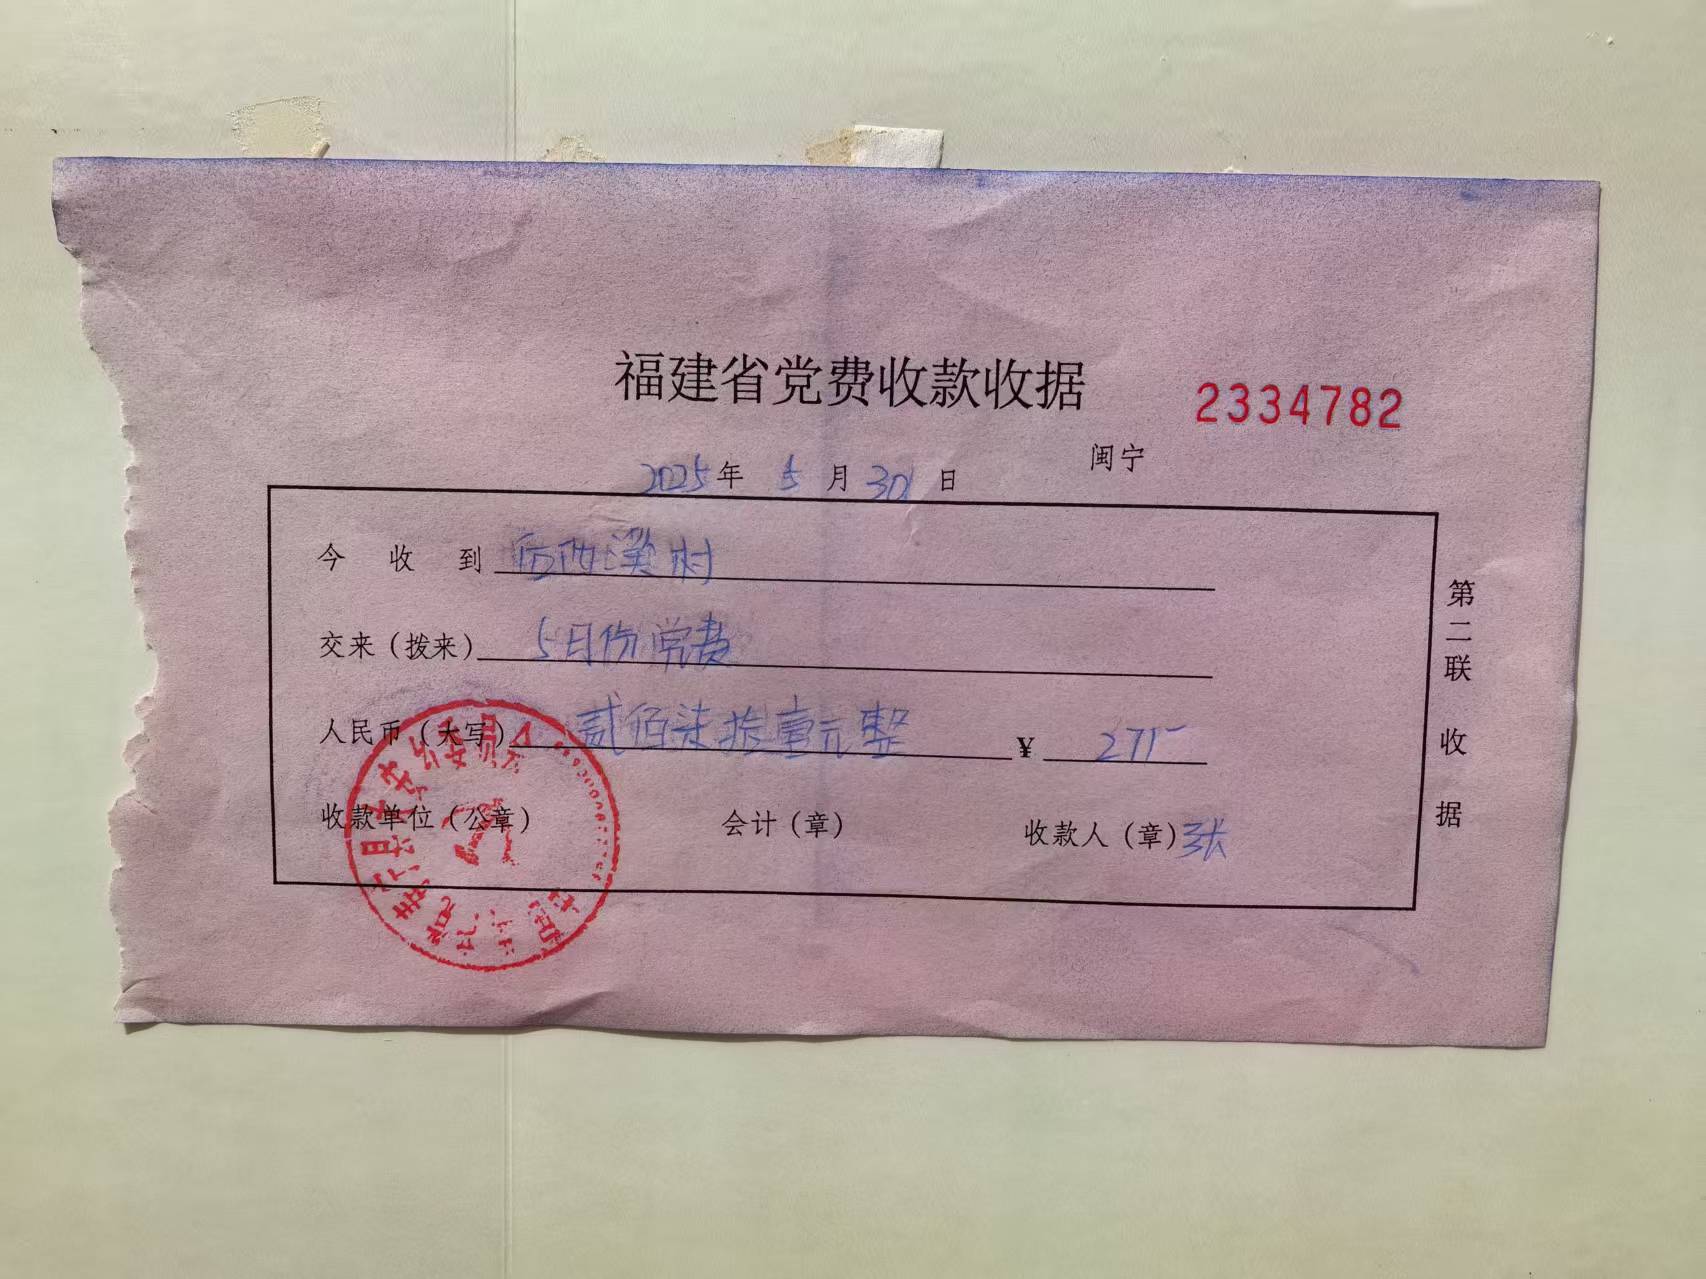 福建省党费收款收据
2334782
闽宁
2025年 5月30日
今 收 到 后西溪村
交来（拨来） 5月份党费
人民币（大写） 贰佰柒拾壹元整 ¥ 271-
收款单位（公章） 会计（章） 收款人（章）张
第二联 收据